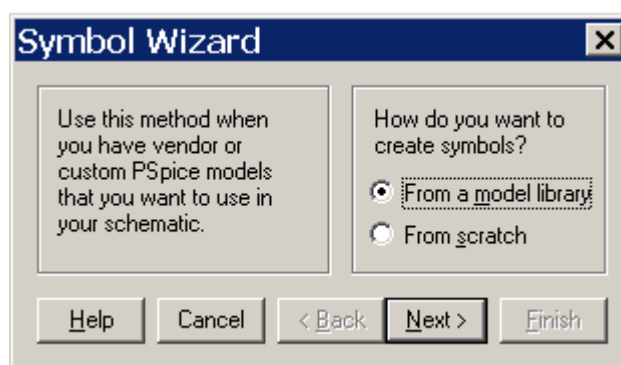 Symbol Wizard
Use this method when
you have vendor or
custom PSpice models
that you want to use in
your schematic.
How do you want to
create symbols?
From a model library
From scratch
Help
Cancel
< Back
Next >
Finish